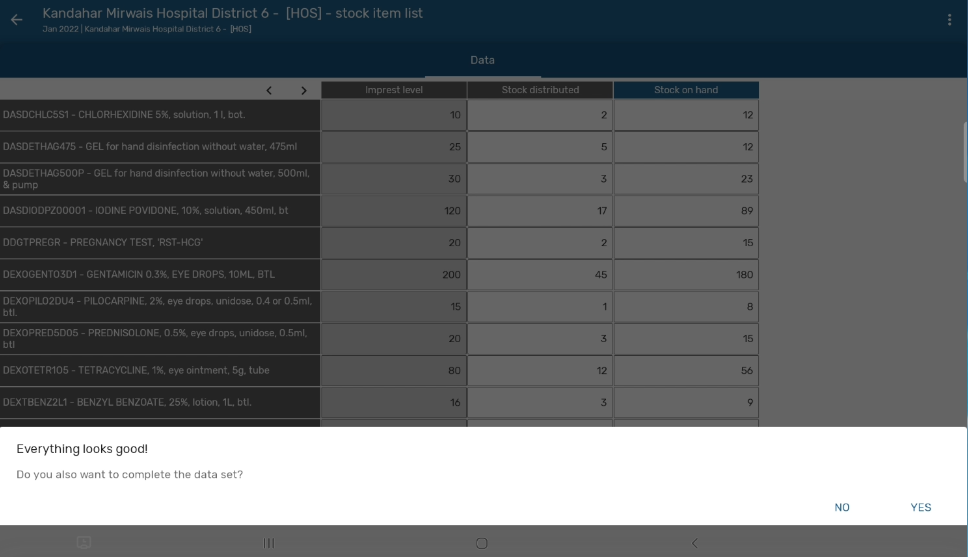 Kandahar Mirwais Hospital District 6 - [HOS] - stock item list
Jan 2022 | Kandahar Mirwais Hospital District 6 - [HOS]
Data
Imprest level Stock distributed Stock on hand
DASDCHLC5S1 - CHLORHEXIDINE 5%, solution, 1 l, bot. 10 2 12
DASDETHAG475 - GEL for hand disinfection without water, 475ml 25 5 12
DASDETHAG500P - GEL for hand disinfection without water, 500ml,
& pump 30 3 23
DASDIODPZ00001 - IODINE POVIDONE, 10%, solution, 450ml, bt 120 17 89
DDGTPREGR - PREGNANCY TEST, 'RST-HCG' 20 2 15
DEXOGENTO3D1 - GENTAMICIN 0.3%, EYE DROPS, 10ML, BTL 200 45 180
DEXOPILO2DU4 - PILOCARPINE, 2%, eye drops, unidose, 0.4 or 0.5ml,
btl. 15 1 8
DEXOPRED5D05 - PREDNISOLONE, 0.5%, eye drops, unidose, 0.5ml,
btl 20 3 15
DEXOTETR1O5 - TETRACYCLINE, 1%, eye ointment, 5g, tube 80 12 56
DEXTBENZ2L1 - BENZYL BENZOATE, 25%, lotion, 1L, btl. 16 3 9
Everything looks good!
Do you also want to complete the data set?
NO YES